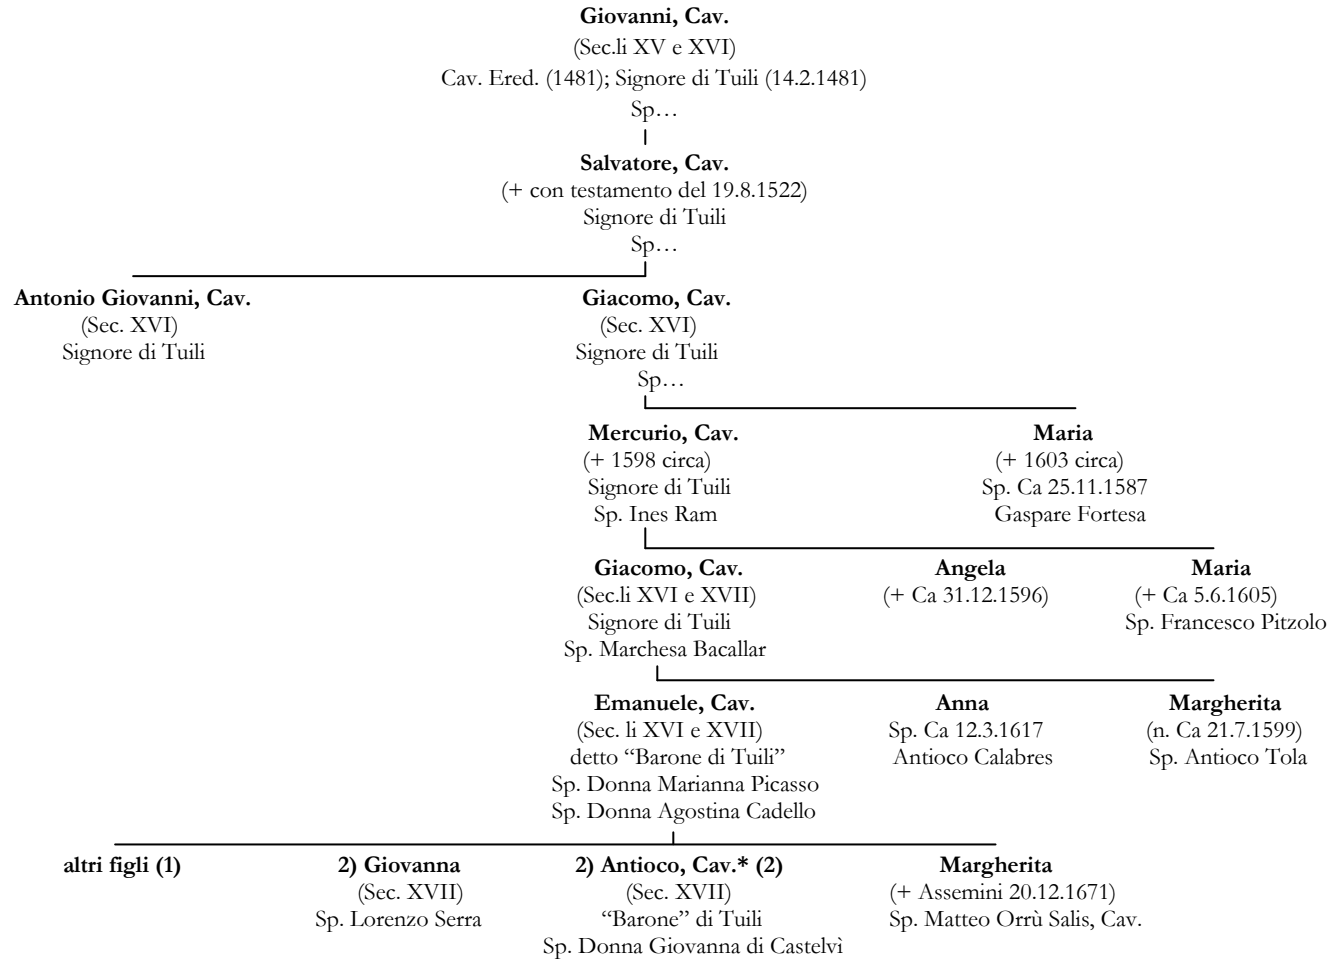 Giovanni, Cav.
(Sec.li XV e XVI)
Cav. Ered. (1481); Signore di Tuili (14.2.1481)
Sp…
Salvatore, Cav.
(+ con testamento del 19.8.1522)
Signore di Tuili
Sp…
Antonio Giovanni, Cav.
(Sec. XVI)
Signore di Tuili
Giacomo, Cav.
(Sec. XVI)
Signore di Tuili
Sp…
Mercurio, Cav.
(+ 1598 circa)
Signore di Tuili
Sp. Ines Ram
Maria
(+ 1603 circa)
Sp. Ca 25.11.1587
Gaspare Fortesa
Giacomo, Cav.
(Sec.li XVI e XVII)
Signore di Tuili
Sp. Marchesa Bacallar
Angela
(+ Ca 31.12.1596)
Maria
(+ Ca 5.6.1605)
Sp. Francesco Pitzolo
Emanuele, Cav.
(Sec. li XVI e XVII)
detto “Barone di Tuili”
Sp. Donna Marianna Picasso
Sp. Donna Agostina Cadello
Anna
Sp. Ca 12.3.1617
Antioco Calabres
Margherita
(n. Ca 21.7.1599)
Sp. Antioco Tola
altri figli (1)
2) Giovanna
(Sec. XVII)
Sp. Lorenzo Serra
2) Antioco, Cav.* (2)
(Sec. XVII)
“Barone” di Tuili
Sp. Donna Giovanna di Castelvì
Margherita
(+ Assemini 20.12.1671)
Sp. Matteo Orrù Salis, Cav.